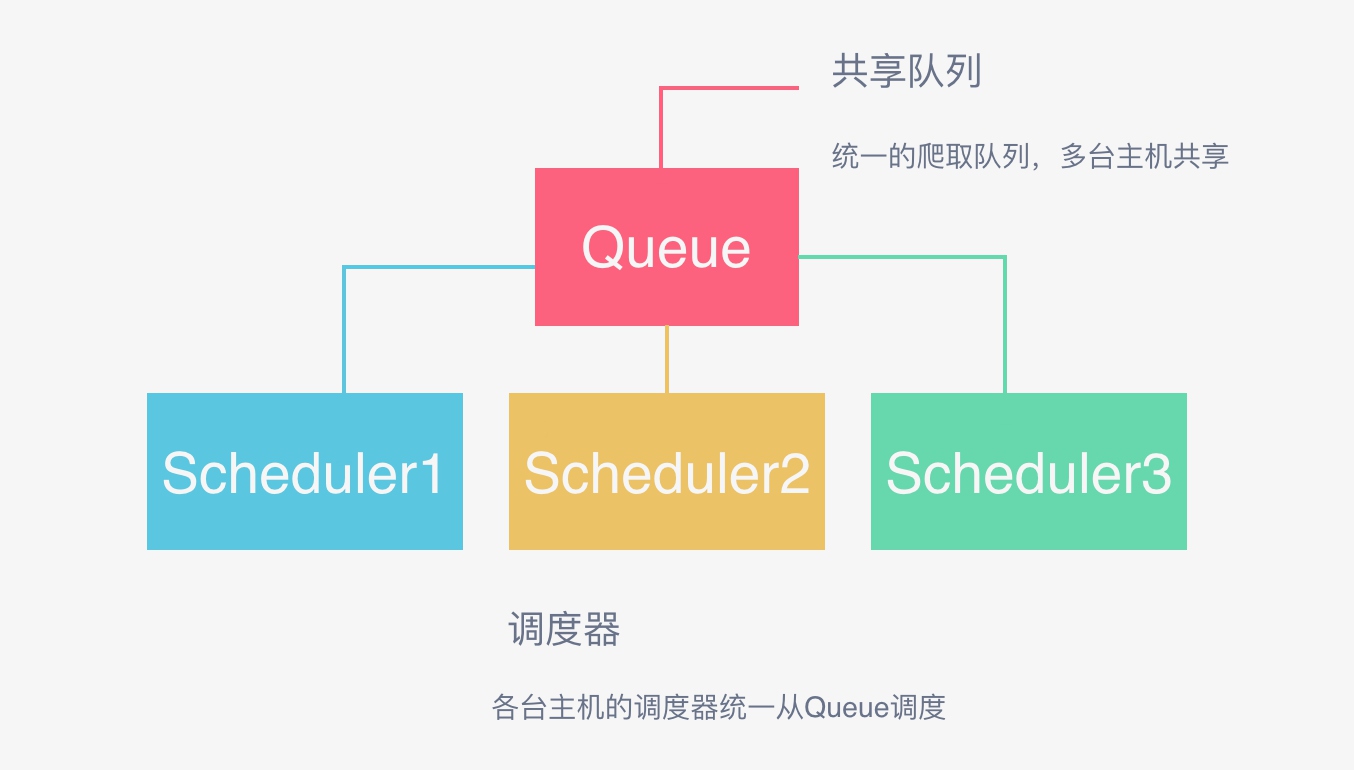 共享队列
统一的爬取队列，多台主机共享
Queue
Scheduler1
Scheduler2
Scheduler3
调度器
各台主机的调度器统一从Queue调度